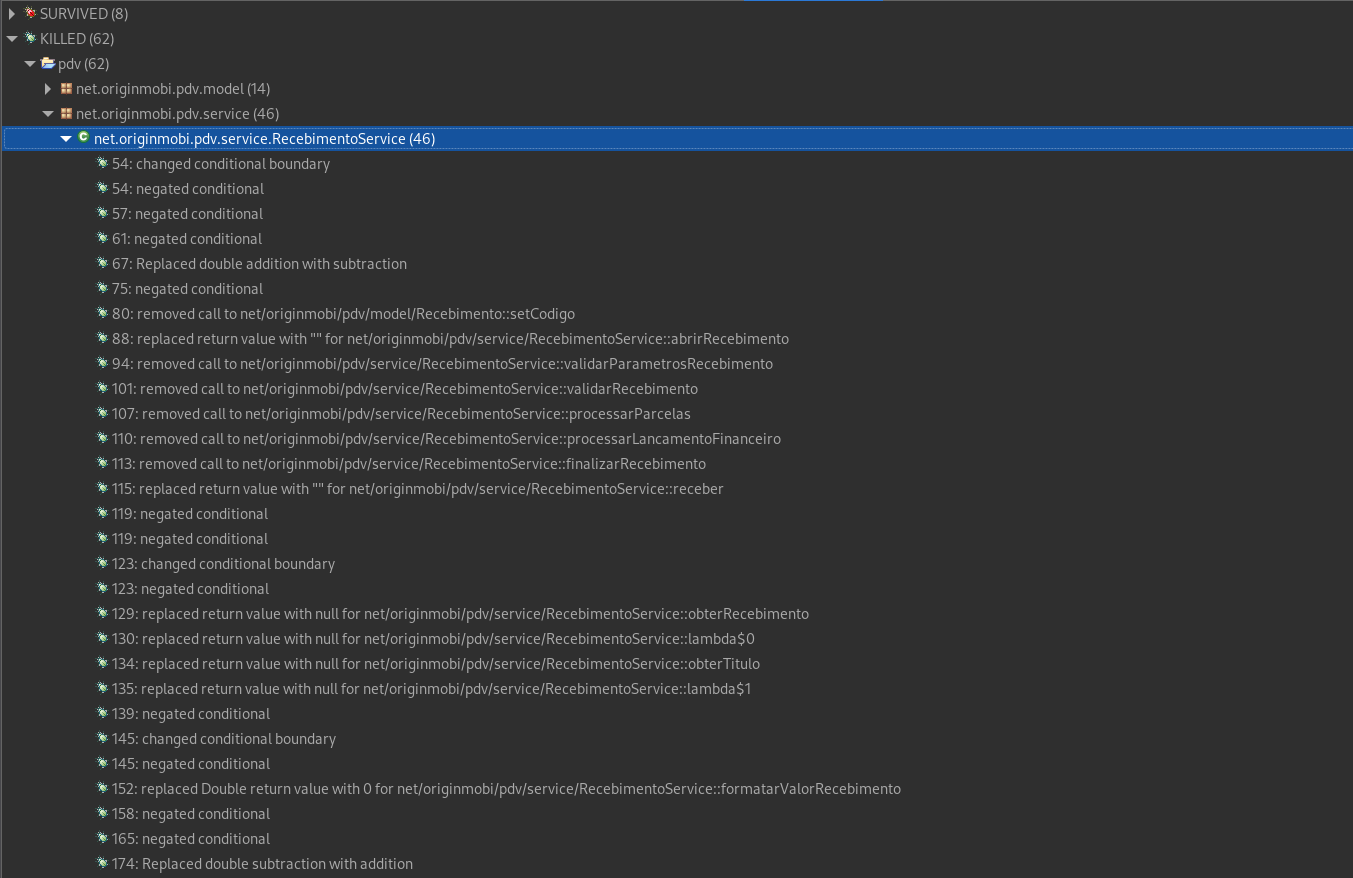 SURVIVED (8)
KILLED (62)
pdv (62)
net.originmobi.pdv.model (14)
net.originmobi.pdv.service (46)
net.originmobi.pdv.service.RecebimentoService (46)
54: changed conditional boundary
54: negated conditional
57: negated conditional
61: negated conditional
67: Replaced double addition with subtraction
75: negated conditional
80: removed call to net/originmobi/pdv/model/Recebimento::setCodigo
88: replaced return value with "" for net/originmobi/pdv/service/RecebimentoService::abrirRecebimento
94: removed call to net/originmobi/pdv/service/RecebimentoService::validarParametrosRecebimento
101: removed call to net/originmobi/pdv/service/RecebimentoService::validarRecebimento
107: removed call to net/originmobi/pdv/service/RecebimentoService::processarParcelas
110: removed call to net/originmobi/pdv/service/RecebimentoService::processarLancamentoFinanceiro
113: removed call to net/originmobi/pdv/service/RecebimentoService::finalizarRecebimento
115: replaced return value with "" for net/originmobi/pdv/service/RecebimentoService::receber
119: negated conditional
119: negated conditional
123: changed conditional boundary
123: negated conditional
129: replaced return value with null for net/originmobi/pdv/service/RecebimentoService::obterRecebimento
130: replaced return value with null for net/originmobi/pdv/service/RecebimentoService::lambda$0
134: replaced return value with null for net/originmobi/pdv/service/RecebimentoService::obterTitulo
135: replaced return value with null for net/originmobi/pdv/service/RecebimentoService::lambda$1
139: negated conditional
145: changed conditional boundary
145: negated conditional
152: replaced Double return value with 0 for net/originmobi/pdv/service/RecebimentoService::formatarValorRecebimento
158: negated conditional
165: negated conditional
174: Replaced double subtraction with addition